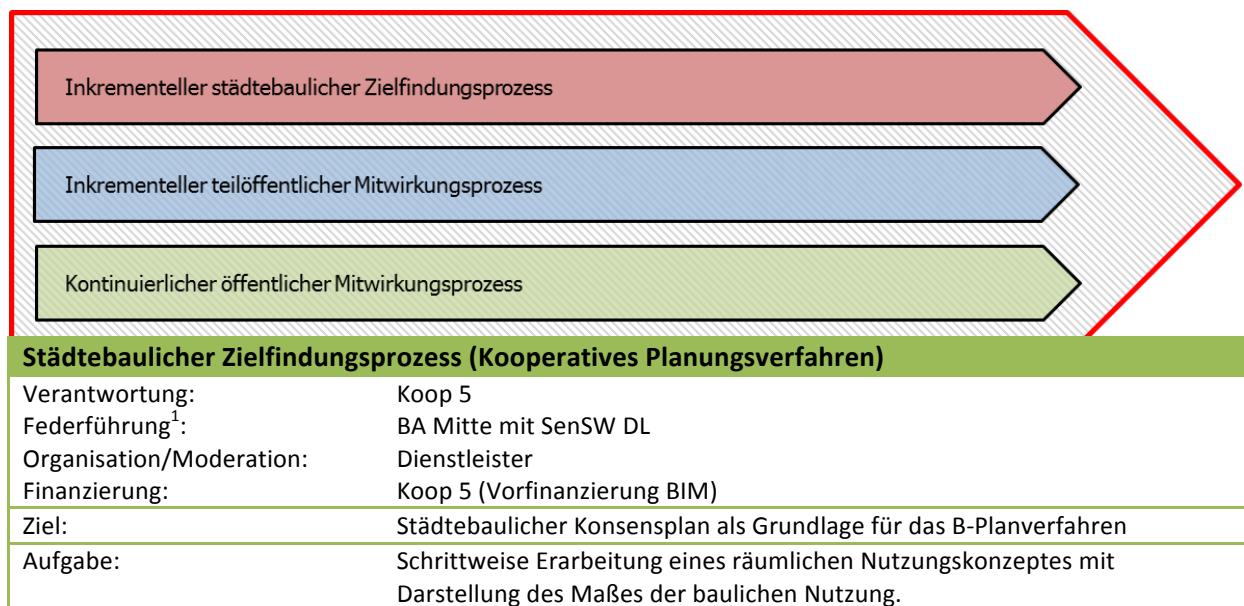 Inkrementeller städtebaulicher Zielfindungsprozess
Inkrementeller teilöffentlicher Mitwirkungsprozess
Kontinuierlicher öffentlicher Mitwirkungsprozess
Städtebaulicher Zielfindungsprozess (Kooperatives Planungsverfahren)
Verantwortung: Koop 5
Federführung¹: BA Mitte mit SenSW DL
Organisation/Moderation: Dienstleister
Finanzierung: Koop 5 (Vorfinanzierung BIM)
Ziel: Städtebaulicher Konsensplan als Grundlage für das B-Planverfahren
Aufgabe: Schrittweise Erarbeitung eines räumlichen Nutzungskonzeptes mit
Darstellung des Maßes der baulichen Nutzung.